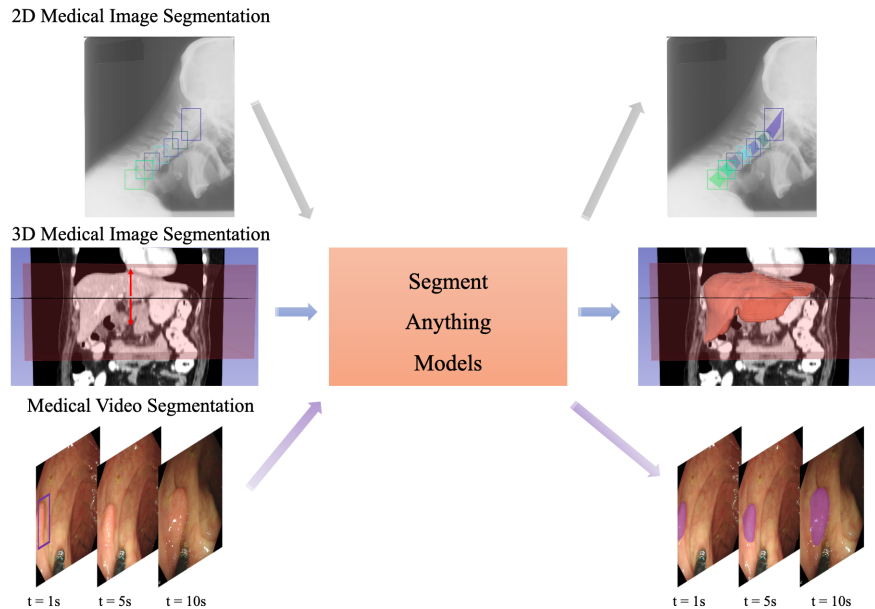 2D Medical Image Segmentation
3D Medical Image Segmentation
Segment
Anything
Models
Medical Video Segmentation
t = 1s
t = 5s
t = 10s
t = 1s
t = 5s
t = 10s